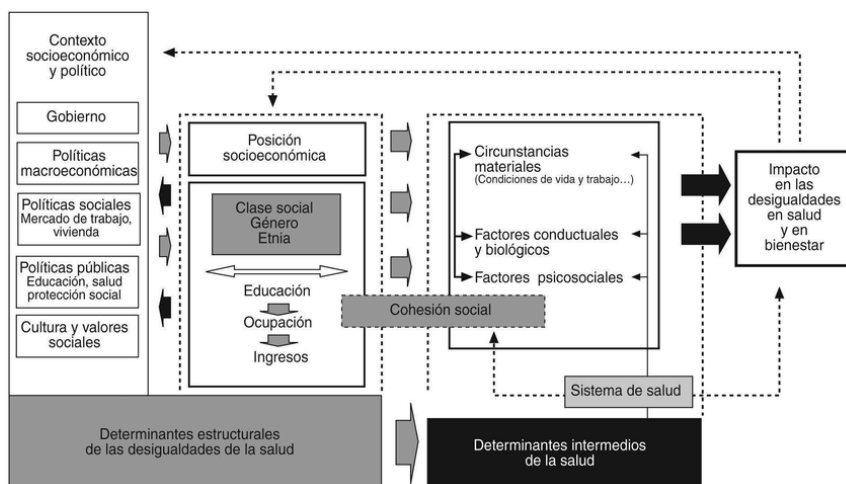 Contexto
socioeconómico
y político
Gobierno
Políticas
macroeconómicas
Políticas sociales
Mercado de trabajo,
vivienda
Políticas públicas
Educación, salud
protección social
Cultura y valores
sociales
Posición
socioeconómica
Clase social
Género
Etnia
Educación
Ocupación
Ingresos
Cohesión social
Circunstancias
materiales
(Condiciones de vida y trabajo...)
Factores conductuales
y biológicos
Factores psicosociales
Sistema de salud
Impacto
en las
desigualdades
en salud
y en
bienestar
Determinantes estructurales
de las desigualdades de la salud
Determinantes intermedios
de la salud